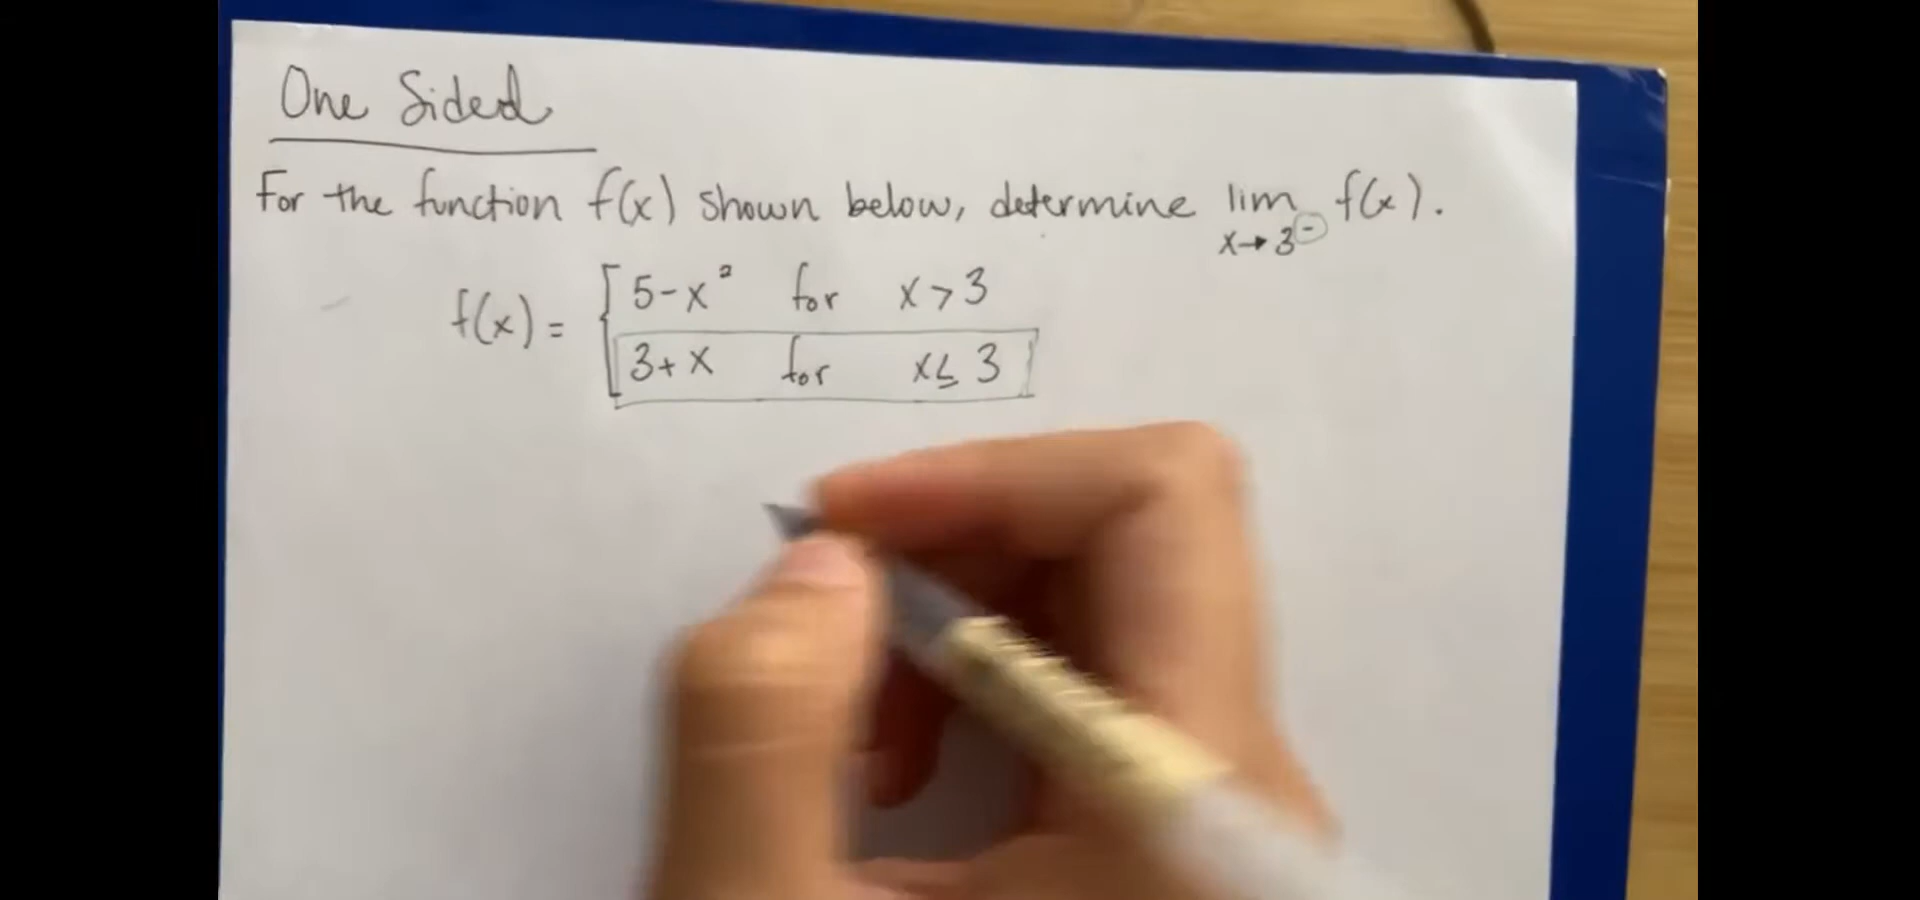 One Sided
For the function f(x) shown below, determine lim x→3⁻ f(x).
f(x) = { 5-x² for x > 3
3+x for x ≤ 3